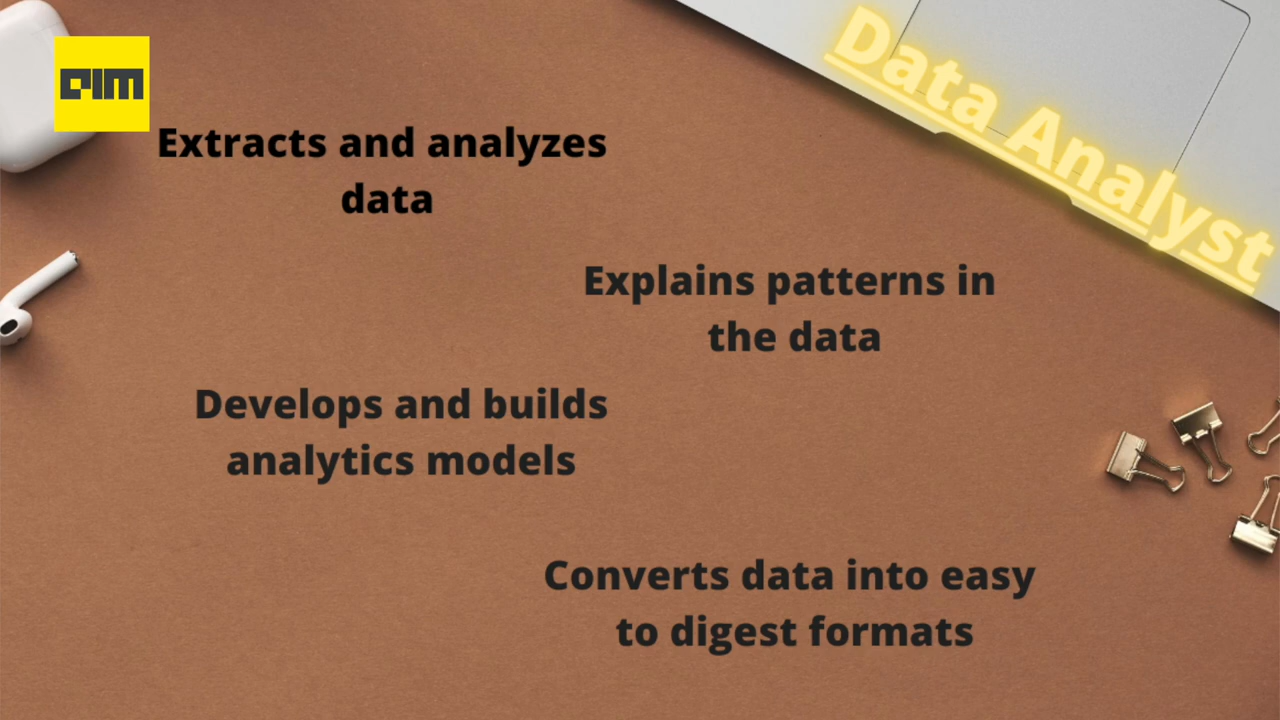 AIM
Data Analyst
Extracts and analyzes
data
Explains patterns in
the data
Develops and builds
analytics models
Converts data into easy
to digest formats